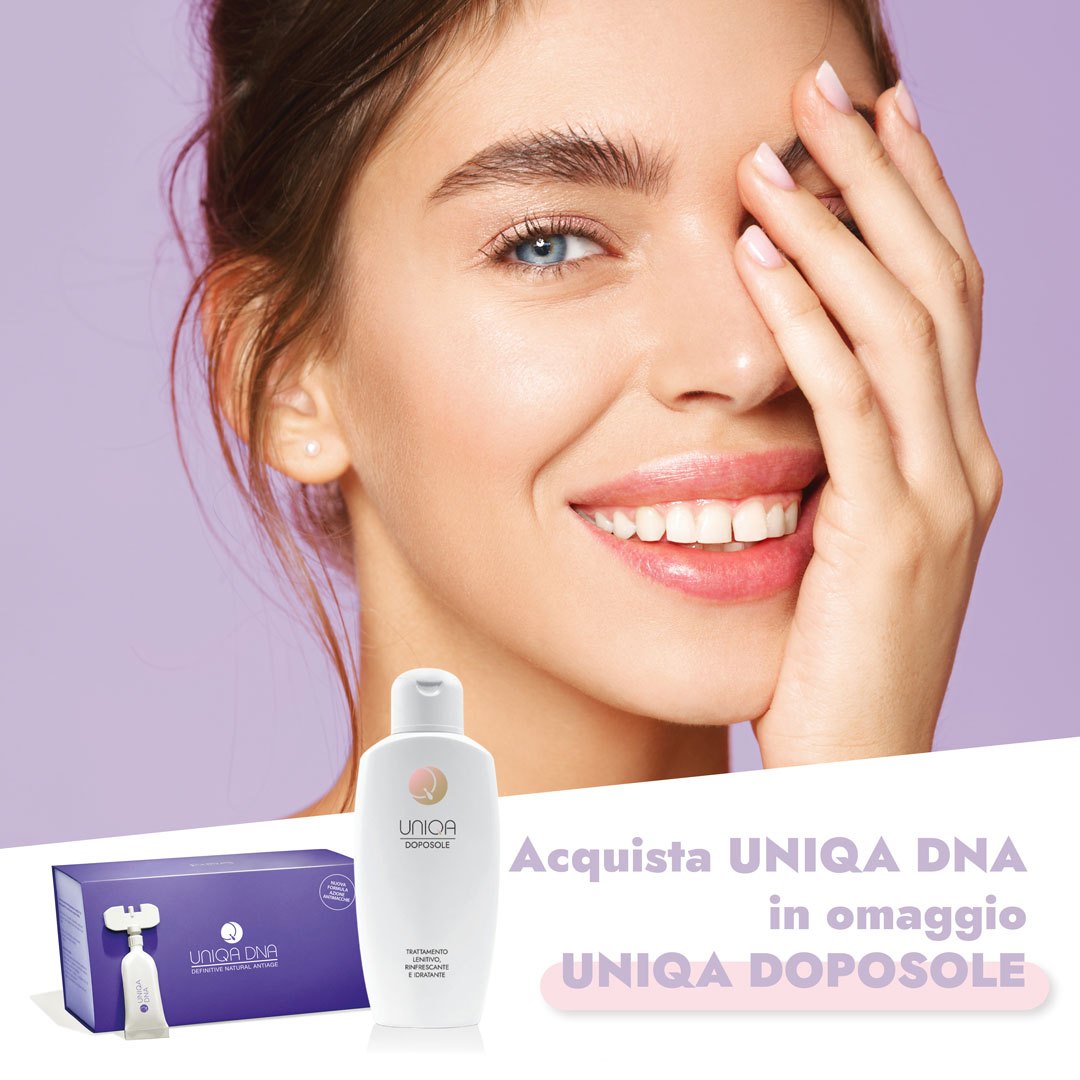 NUOVA
FORMULA
AZIONE
ANTIMACCHIE
UNIQA DNA
DEFINITIVE NATURAL ANTIAGE
UNIQA
DNA
UNIQA
DOPOSOLE
TRATTAMENTO
LENITIVO,
RINFRESCANTE
E IDRATANTE
Acquista UNIQA DNA
in omaggio
UNIQA DOPOSOLE